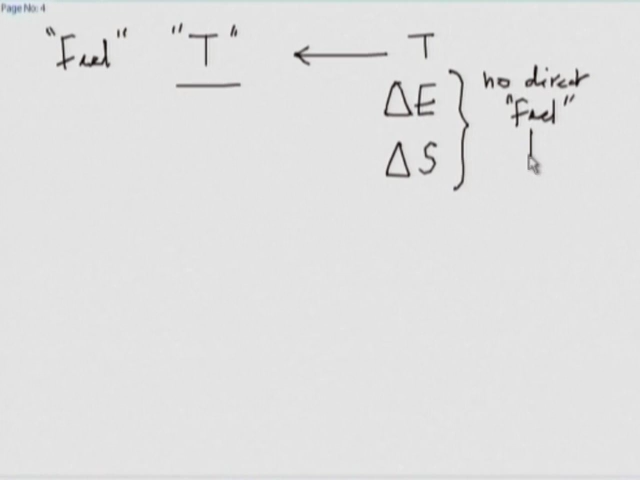 Page No: 4
"Feel" "T" ← T
ΔE
ΔS
no direct
"Feel"